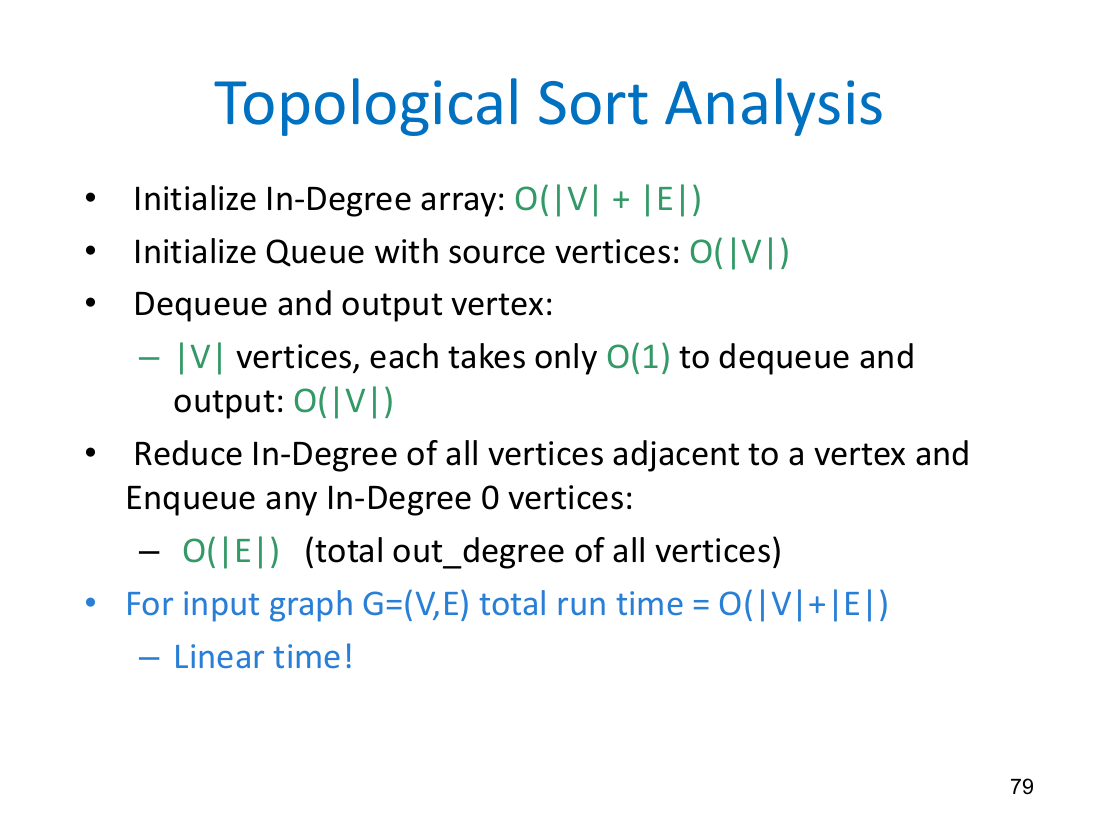 Topological Sort Analysis
• Initialize In-Degree array: O(|V| + |E|)
• Initialize Queue with source vertices: O(|V|)
• Dequeue and output vertex:
– |V| vertices, each takes only O(1) to dequeue and
output: O(|V|)
• Reduce In-Degree of all vertices adjacent to a vertex and
Enqueue any In-Degree 0 vertices:
– O(|E|) (total out_degree of all vertices)
• For input graph G=(V,E) total run time = O(|V|+|E|)
– Linear time!
79